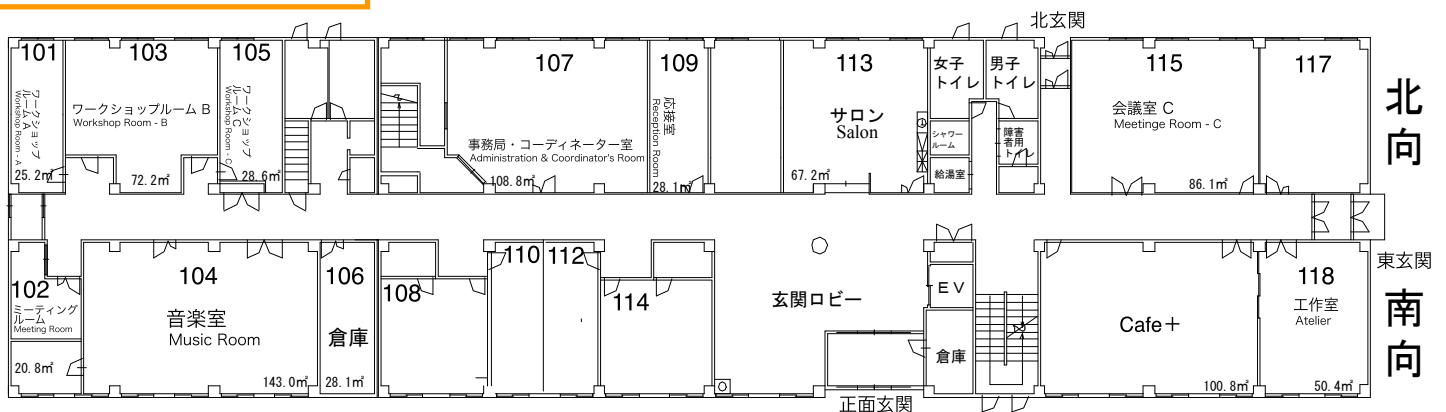 北玄関
101
ワークショップ
ルーム A
Workshop Room - A
25.2㎡
103
ワークショップルーム B
Workshop Room - B
72.2㎡
105
ワークショップ
ルーム C
Workshop Room - C
28.6㎡
107
事務局・コーディネーター室
Administration & Coordinator's Room
108.8㎡
109
応接室
Reception Room
28.1㎡
113
サロン
Salon
67.2㎡
女子
トイレ
男子
トイレ
シャワー
ルーム
給湯室
障害
者用
トイレ
115
会議室 C
Meetinge Room - C
86.1㎡
117
北向
102
ミーティング
ルーム
Meeting Room
20.8㎡
104
音楽室
Music Room
143.0㎡
106
倉庫
28.1㎡
108
110
112
114
玄関ロビー
EV
倉庫
正面玄関
Cafe＋
100.8㎡
118
工作室
Atelier
50.4㎡
東玄関
南向